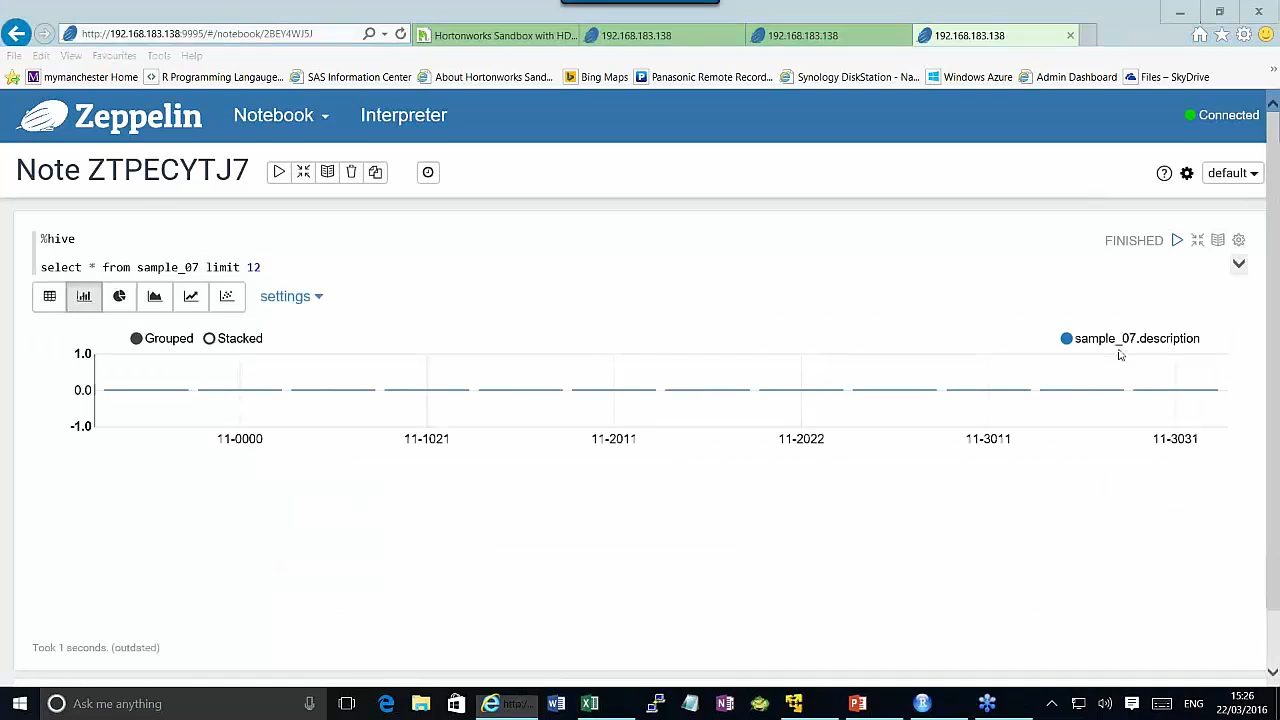 http://192.168.183.138:9995/#/notebook/2BEY4WJ5J
Hortonworks Sandbox with HD...
192.168.183.138
192.168.183.138
192.168.183.138
File Edit View Favourites Tools Help
mymanchester Home
R Programming Langauge...
SAS Information Center
About Hortonworks Sand...
Bing Maps
Panasonic Remote Record...
Synology DiskStation - Na...
Windows Azure
Admin Dashboard
Files – SkyDrive
Zeppelin
Notebook
Interpreter
Connected
Note ZTPECYTJ7
default
%hive
FINISHED
select * from sample_07 limit 12
settings
Grouped
Stacked
sample_07.description
1.0
0.0
-1.0
11-0000
11-1021
11-2011
11-2022
11-3011
11-3031
Took 1 seconds. (outdated)
Ask me anything
http:/...
ENG
15:26
22/03/2016